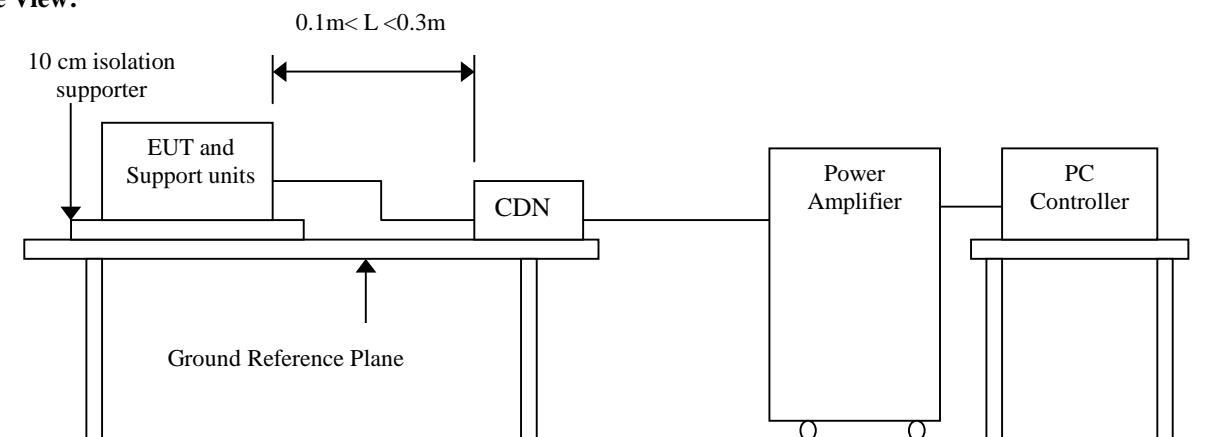 View:
0.1m< L <0.3m
10 cm isolation
supporter
EUT and
Support units
CDN
Power
Amplifier
PC
Controller
Ground Reference Plane